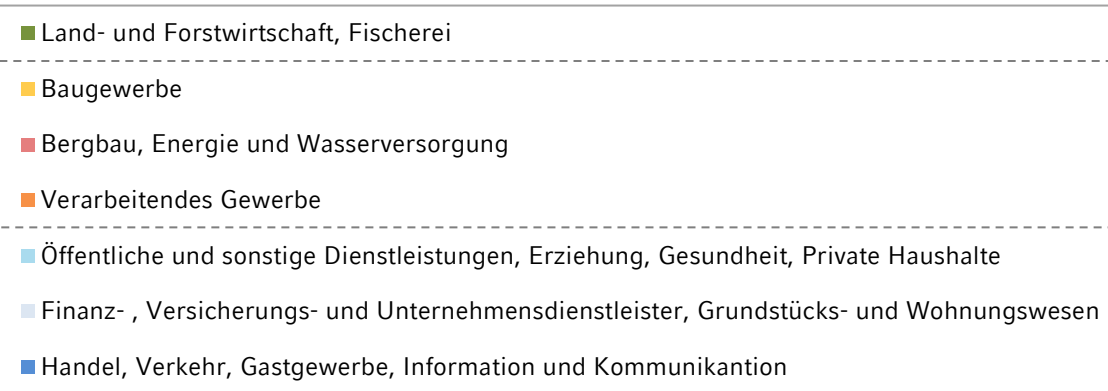 Land- und Forstwirtschaft, Fischerei
Baugewerbe
Bergbau, Energie und Wasserversorgung
Verarbeitendes Gewerbe
Öffentliche und sonstige Dienstleistungen, Erziehung, Gesundheit, Private Haushalte
Finanz- , Versicherungs- und Unternehmensdienstleister, Grundstücks- und Wohnungswesen
Handel, Verkehr, Gastgewerbe, Information und Kommunikantion